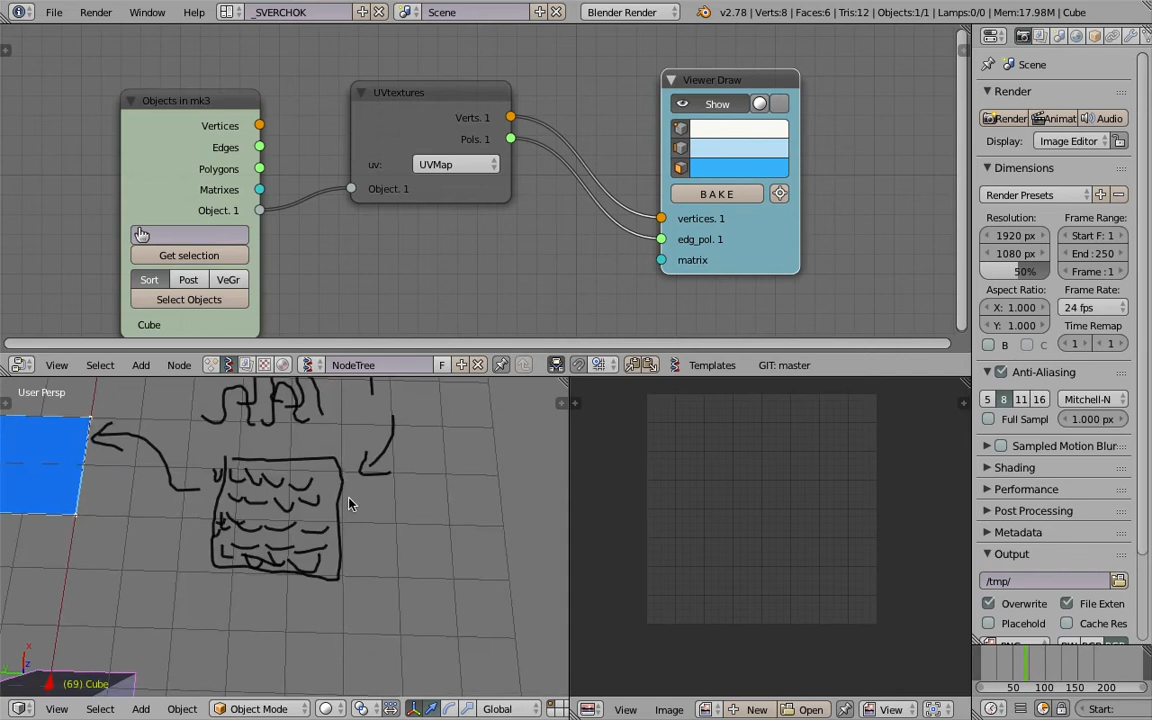 File Render Window Help _SVERCHOK Scene Blender Render v2.78 | Verts:8 | Faces:6 | Tris:12 | Objects:1/1 | Lamps:0/0 | Mem:17.98M | Cube
Objects in mk3
Vertices
Edges
Polygons
Matrixes
Object. 1
Get selection
Sort Post VeGr
Select Objects
Cube
UVtextures
Verts. 1
Pols. 1
uv: UVMap
Object. 1
Viewer Draw
Show
B A K E
vertices. 1
edg_pol. 1
matrix
View Select Add Node NodeTree F Templates GIT: master
User Persp
(69) Cube
View Select Add Object Object Mode Global
View Image New Open View
Scene
Render
Render Animat Audio
Display: Image Editor
Dimensions
Render Presets
Resolution: Frame Range:
1920 px Start F: 1
1080 px End : 250
50% Frame : 1
Aspect Ratio: Frame Rate:
X: 1.000 24 fps
Y: 1.000 Time Remap
B C 1 1
Anti-Aliasing
5 8 11 16 Mitchell-N
Full Sampl 1.000 px
Sampled Motion Blur
Shading
Performance
Post Processing
Metadata
Output
/tmp/
Overwrite File Exten
Placehold Cache Res
50 100 150 200
Start: